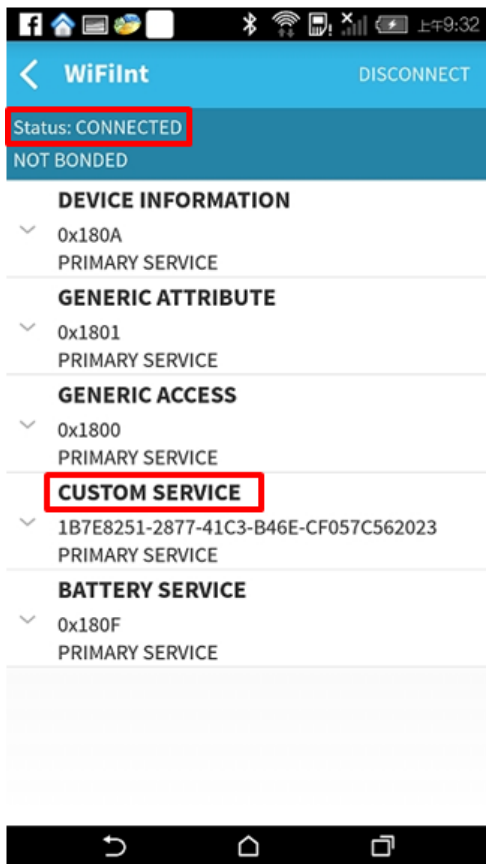 上午9:32
WiFiInt
DISCONNECT
Status: CONNECTED
NOT BONDED
DEVICE INFORMATION
0x180A
PRIMARY SERVICE
GENERIC ATTRIBUTE
0x1801
PRIMARY SERVICE
GENERIC ACCESS
0x1800
PRIMARY SERVICE
CUSTOM SERVICE
1B7E8251-2877-41C3-B46E-CF057C562023
PRIMARY SERVICE
BATTERY SERVICE
0x180F
PRIMARY SERVICE